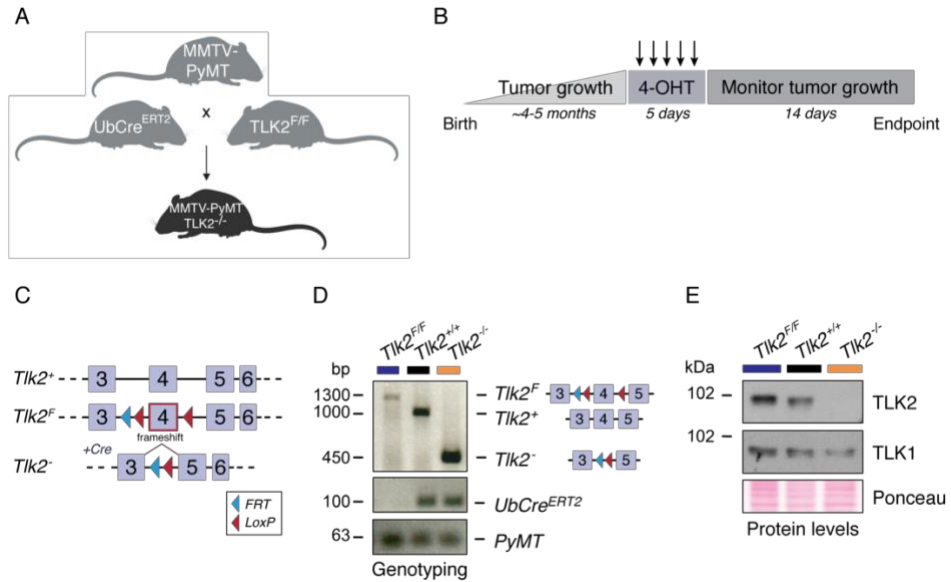 A
MMTV-
PyMT
UbCre^ERT2
x
TLK2^F/F
MMTV-PyMT
TLK2^-/-
B
Tumor growth
4-OHT
Monitor tumor growth
~4-5 months
5 days
14 days
Birth
Endpoint
C
Tlk2^+
3
4
5
6
Tlk2^F
3
4
5
6
frameshift
+Cre
Tlk2^-
3
5
6
FRT
LoxP
D
Tlk2^F/F
Tlk2^+/+
Tlk2^-/-
bp
1300
1000
450
100
63
Tlk2^F
3
4
5
Tlk2^+
3
4
5
Tlk2^-
3
5
UbCre^ERT2
PyMT
Genotyping
E
Tlk2^F/F
Tlk2^+/+
Tlk2^-/-
kDa
102
TLK2
102
TLK1
Ponceau
Protein levels